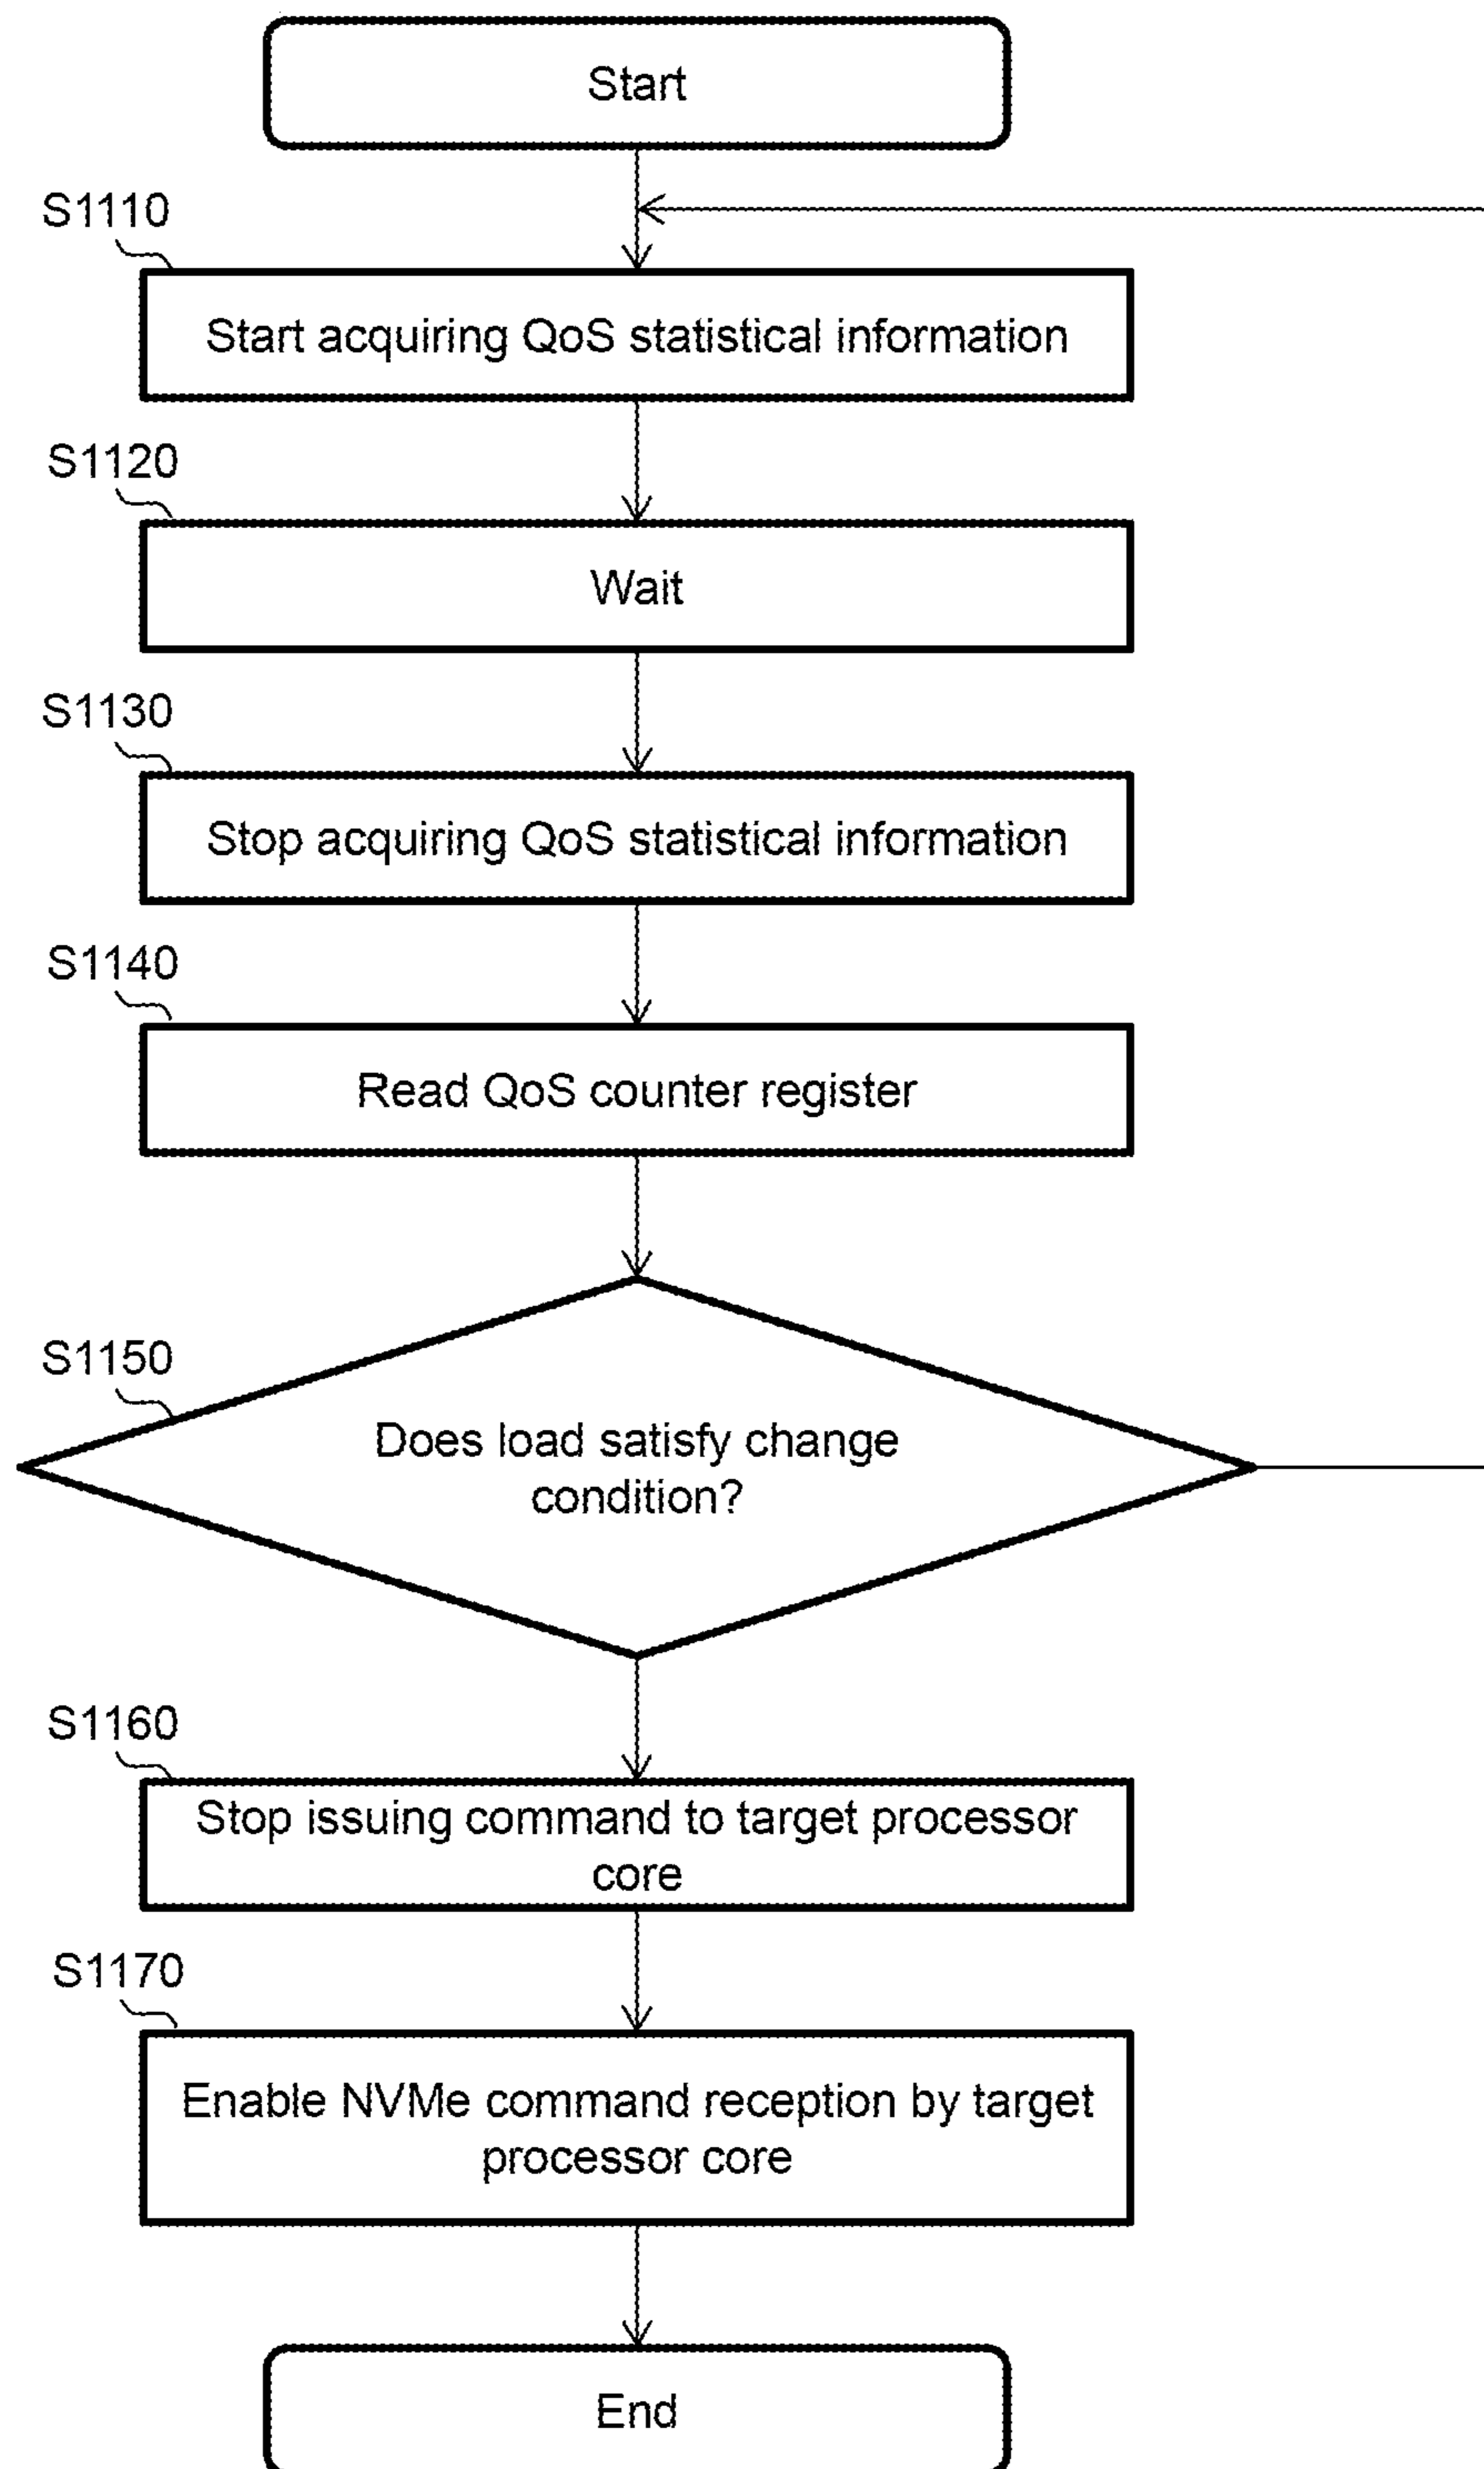 Start
S1110
Start acquiring QoS statistical information
S1120
Wait
S1130
Stop acquiring QoS statistical information
S1140
Read QoS counter register
S1150
Does load satisfy change
condition?
S1160
Stop issuing command to target processor
core
S1170
Enable NVMe command reception by target
processor core
End